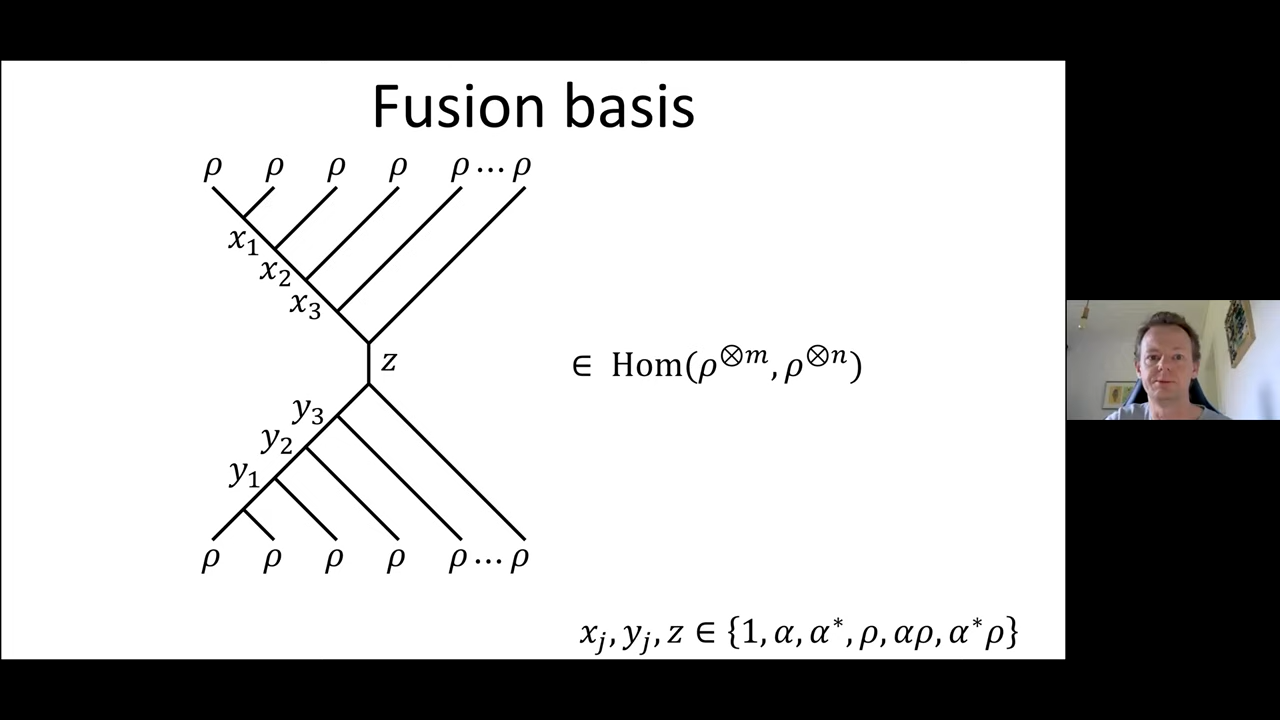 Fusion basis
ρ ρ ρ ρ ρ ⋯ ρ
x₁
x₂
x₃
z
∈ Hom(ρ^{⊗m}, ρ^{⊗n})
y₃
y₂
y₁
ρ ρ ρ ρ ρ ⋯ ρ
xⱼ, yⱼ, z ∈ {1, α, α*, ρ, αρ, α*ρ}